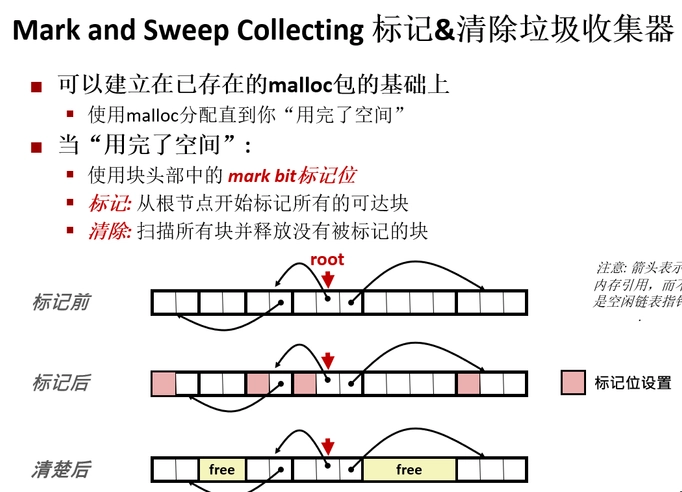 Mark and Sweep Collecting 标记&清除垃圾收集器
可以建立在已存在的malloc包的基础上
使用malloc分配直到你“用完了空间”
当“用完了空间”：
使用块头部中的 mark bit标记位
标记: 从根节点开始标记所有的可达块
清除: 扫描所有块并释放没有被标记的块
root
注意: 箭头表示
内存引用，而不
是空闲链表指针
.
标记前
标记后
标记位设置
清楚后
free
free